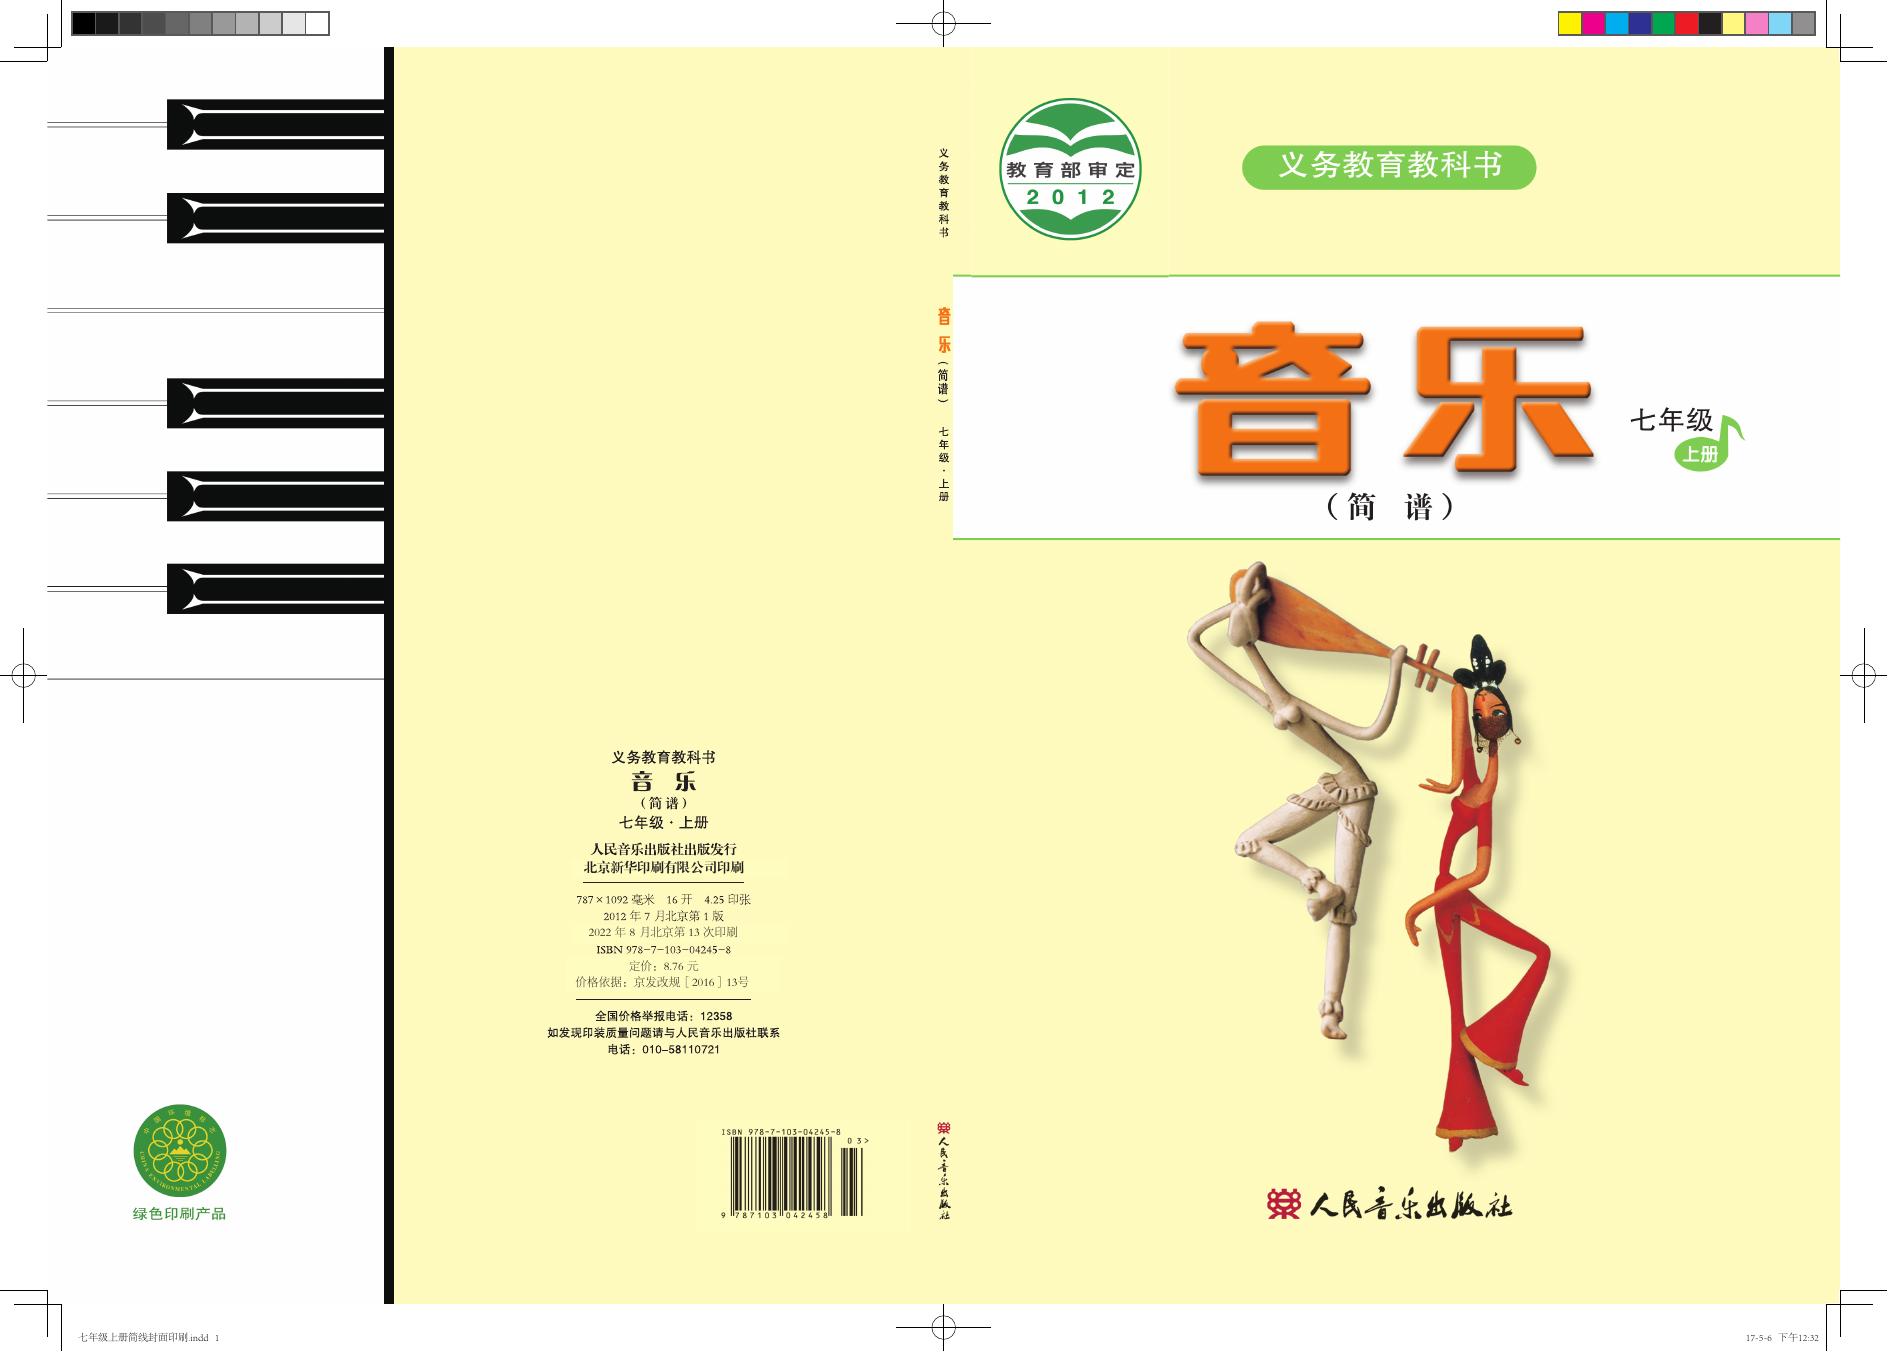 义务教育教科书
音 乐
（简 谱）
七年级·上册
人民音乐出版社出版发行
北京新华印刷有限公司印刷
787×1092 毫米 16 开 4.25 印张
2012 年 7 月北京第 1 版
2022 年 8 月北京第 13 次印刷
ISBN 978-7-103-04245-8
定价：8.76 元
价格依据：京发改规［2016］13号
全国价格举报电话：12358
如发现印装质量问题请与人民音乐出版社联系
电话：010-58110721
ISBN 978-7-103-04245-8
03>
9 787103 042458
中国环境标志
CHINA ENVIRONMENTAL LABELLING
绿色印刷产品
义务教育教科书
音乐（简谱）
七年级·上册
人民音乐出版社
教育部审定
2012
义务教育教科书
音乐
七年级
上册
（简 谱）
人民音乐出版社
七年级上册简线封面印刷.indd 1
17-5-6 下午12:32